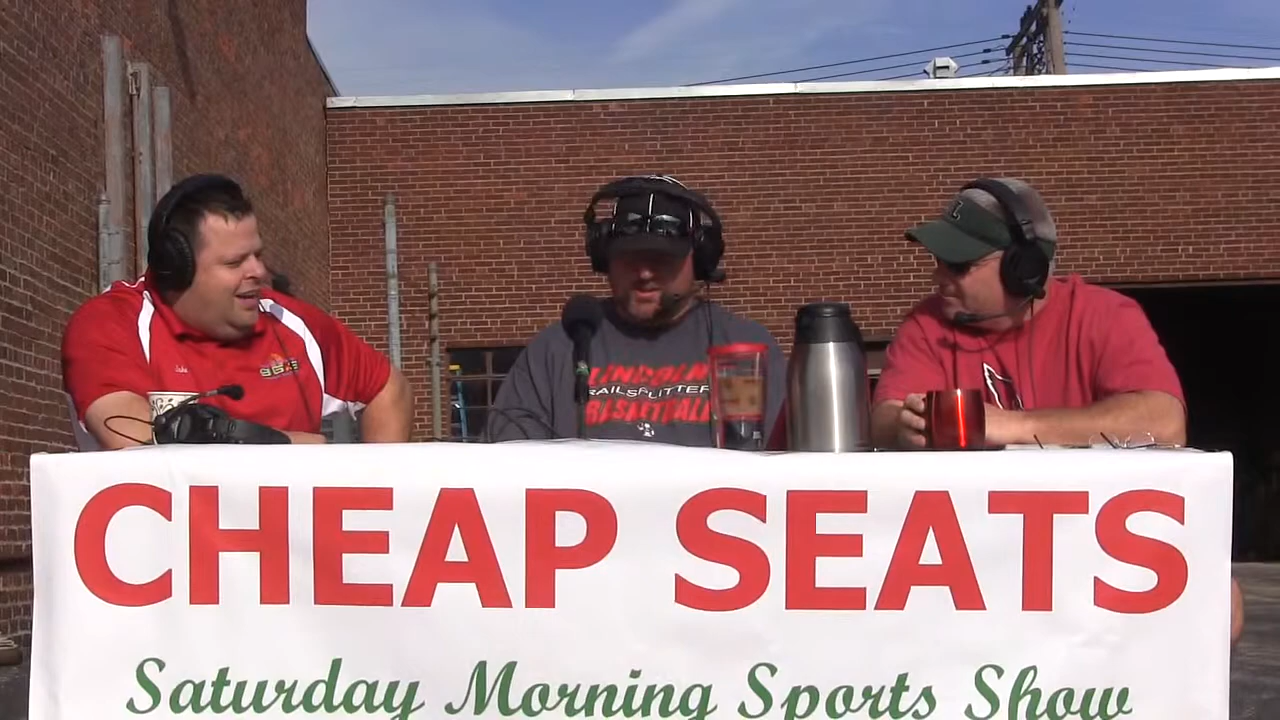 L
LINCOLN
RAILSPLITTER
BASKETBALL
CHEAP SEATS
Saturday Morning Sports Show